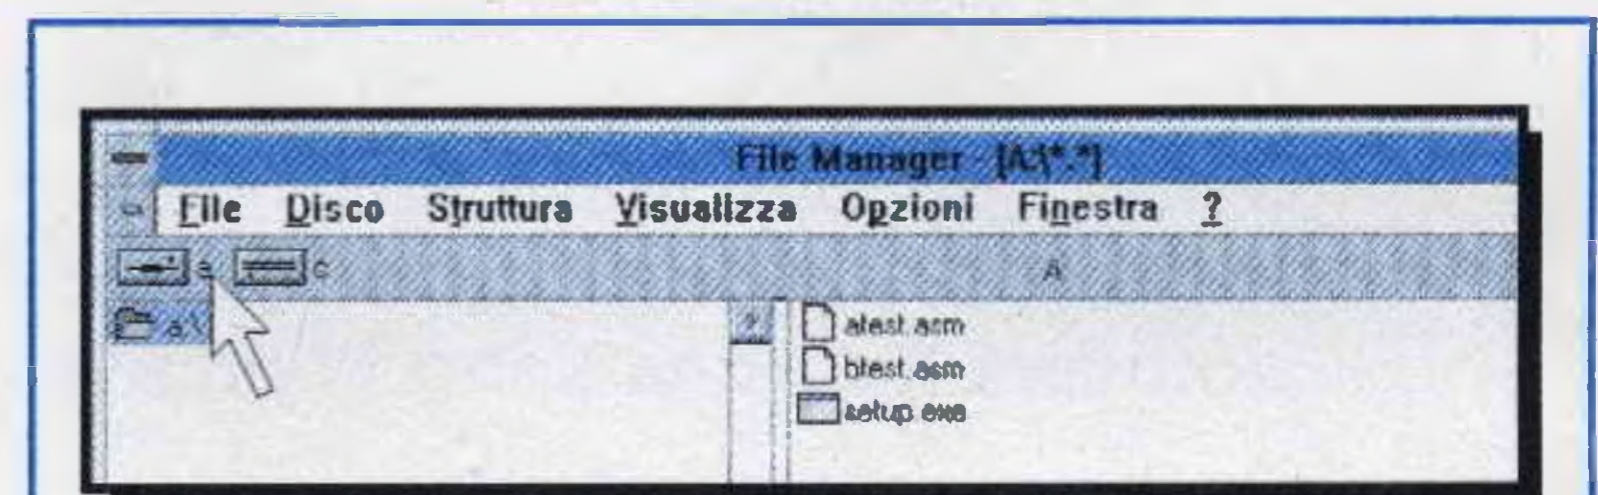 File Manager - [A:\*.*]
File Disco Struttura Visualizza Opzioni Finestra ?
a c A
a:\ atest.asm
btest.asm
setup.exe